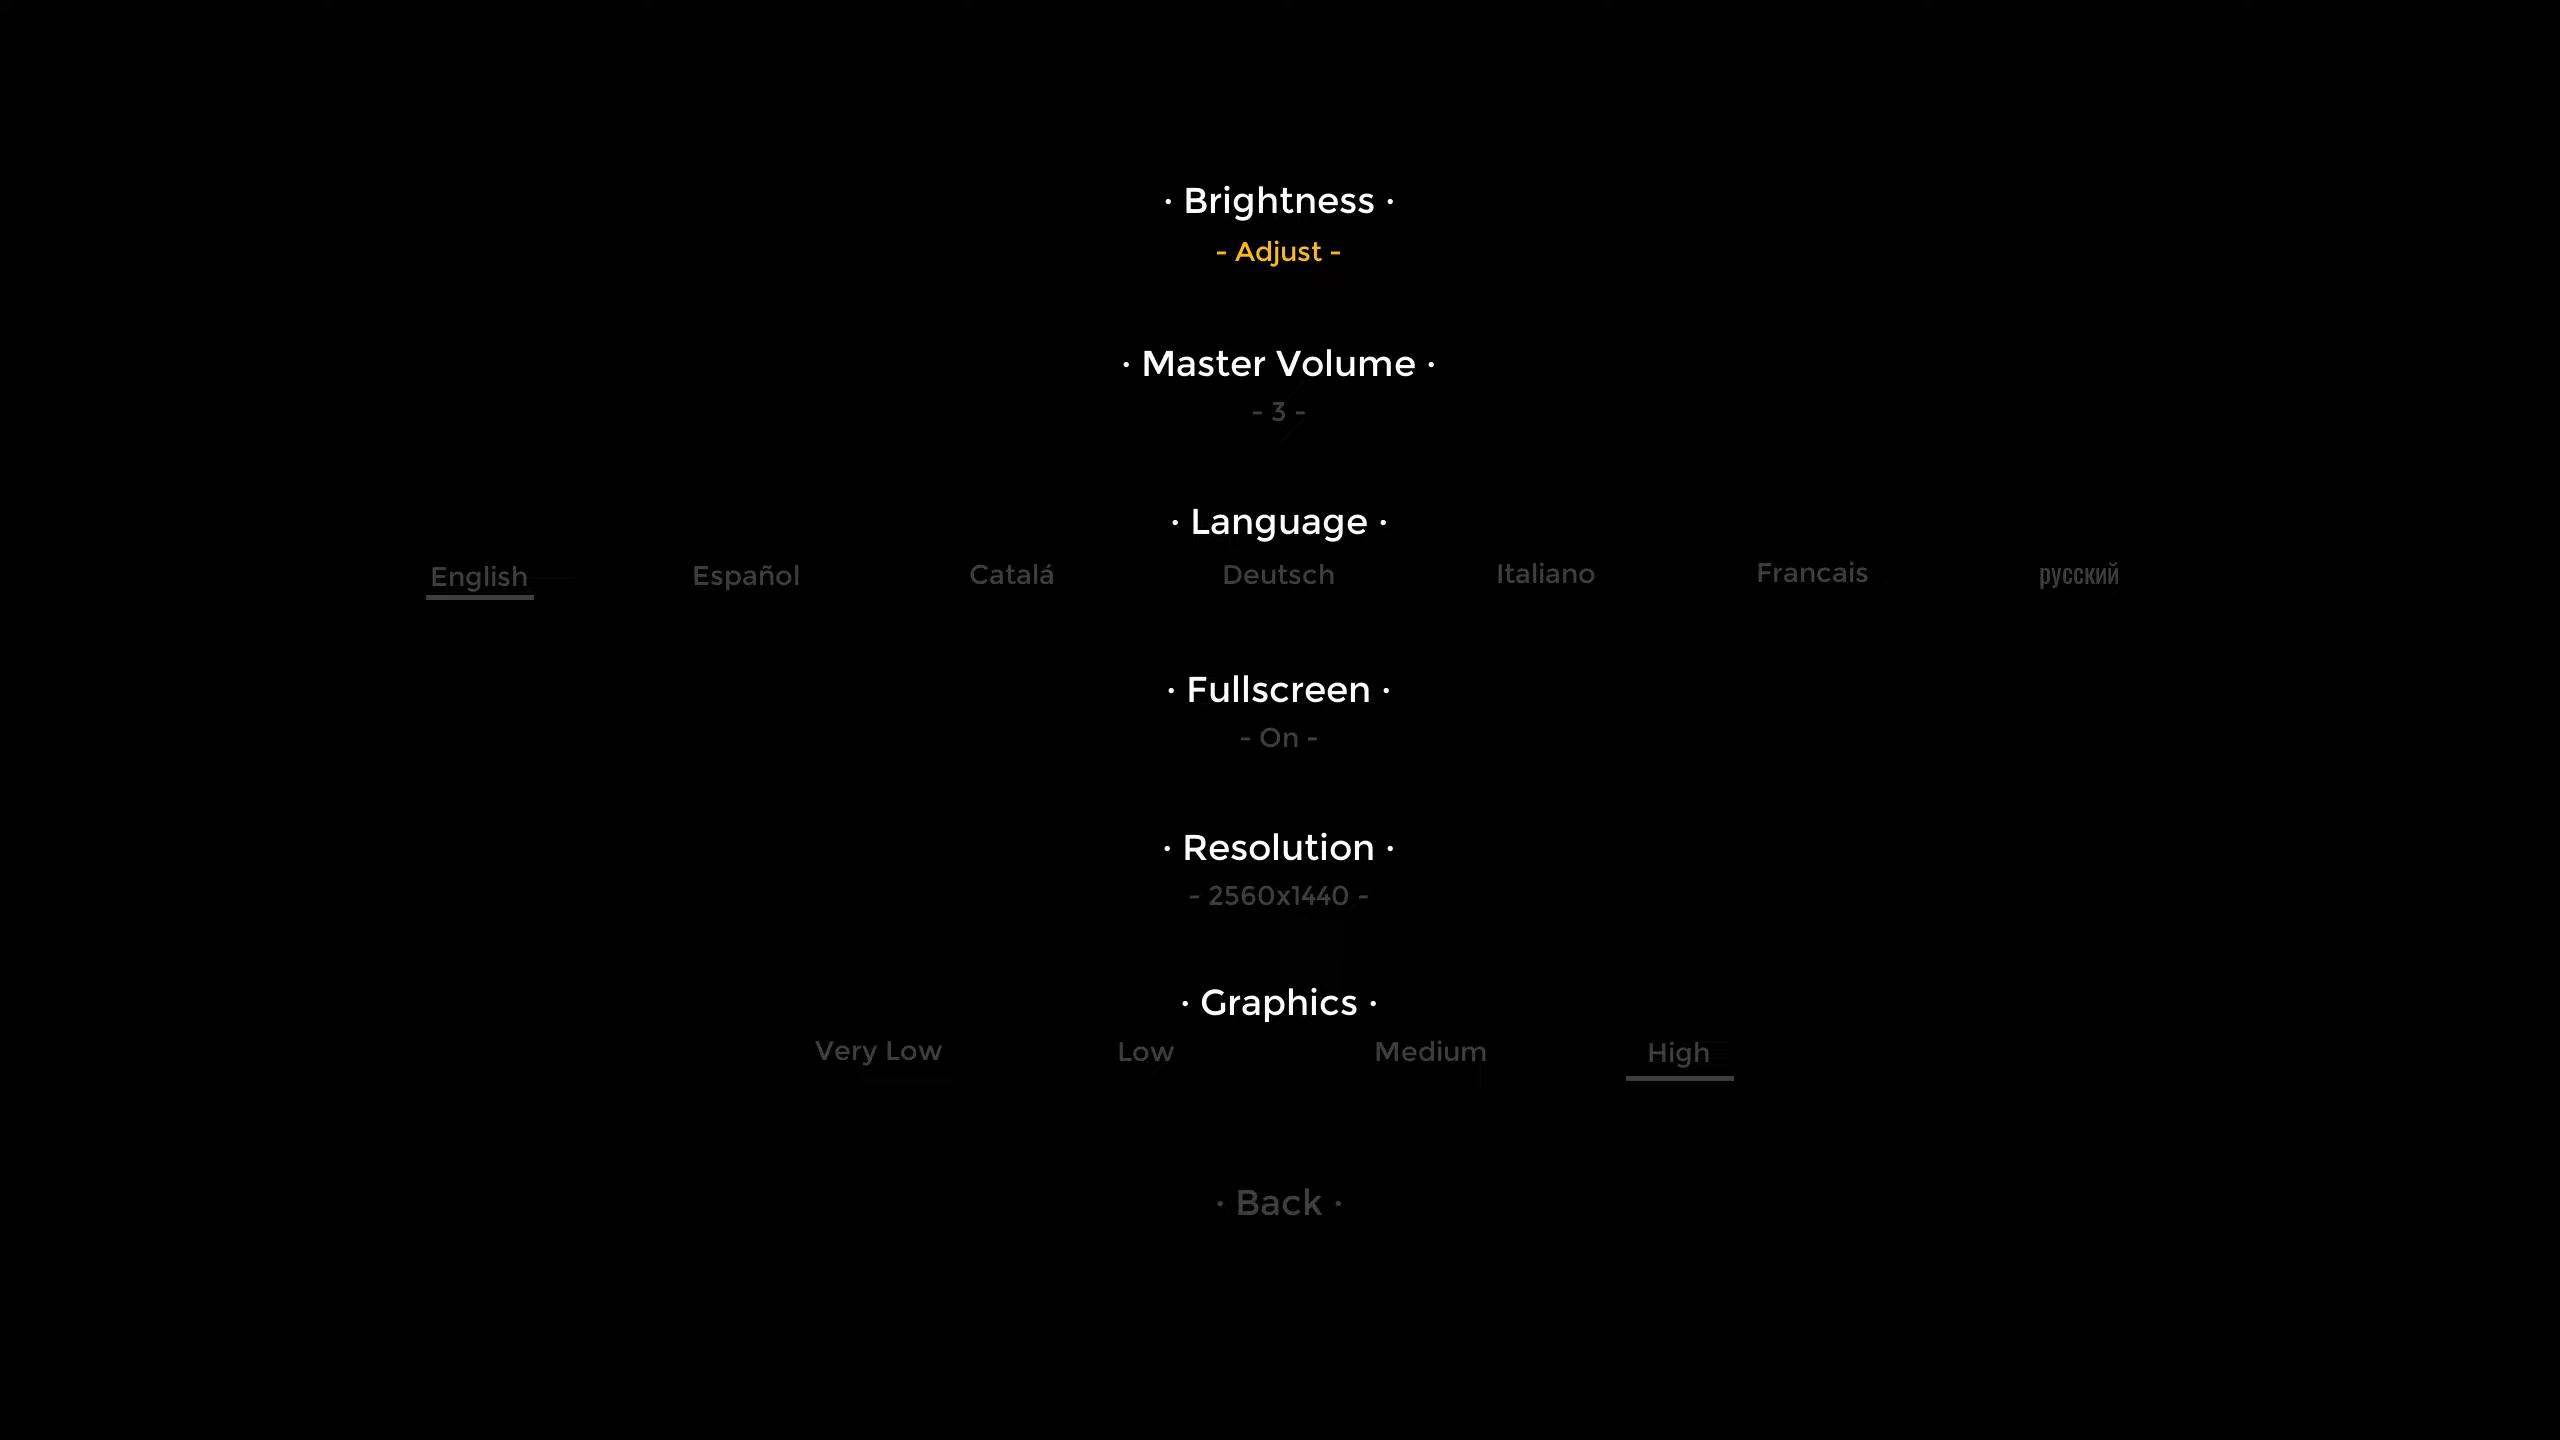 · Brightness ·
- Adjust -
· Master Volume ·
- 3 -
· Language ·
English Español Catalá Deutsch Italiano Francais русский
· Fullscreen ·
- On -
· Resolution ·
- 2560x1440 -
· Graphics ·
Very Low Low Medium High
· Back ·